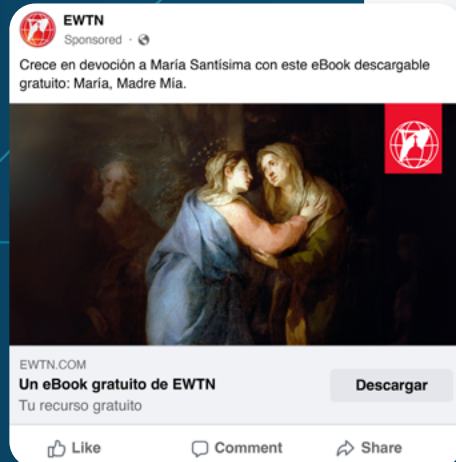 EWTN
Sponsored ·
Crece en devoción a María Santísima con este eBook descargable
gratuito: María, Madre Mía.
EWTN.COM
Un eBook gratuito de EWTN
Tu recurso gratuito
Descargar
Like
Comment
Share